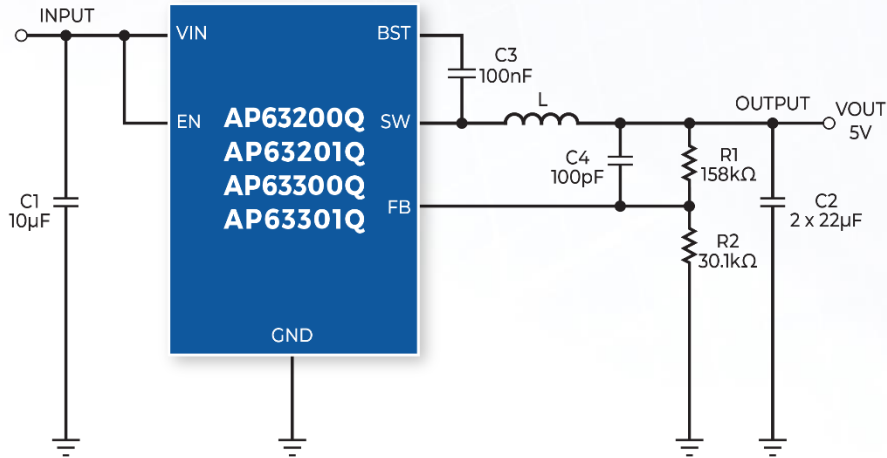 INPUT
VIN
BST
C3
100nF
L
OUTPUT
VOUT
5V
EN
SW
AP63200Q
AP63201Q
AP63300Q
AP63301Q
C4
100pF
R1
158kΩ
C1
10µF
FB
C2
2 x 22µF
R2
30.1kΩ
GND